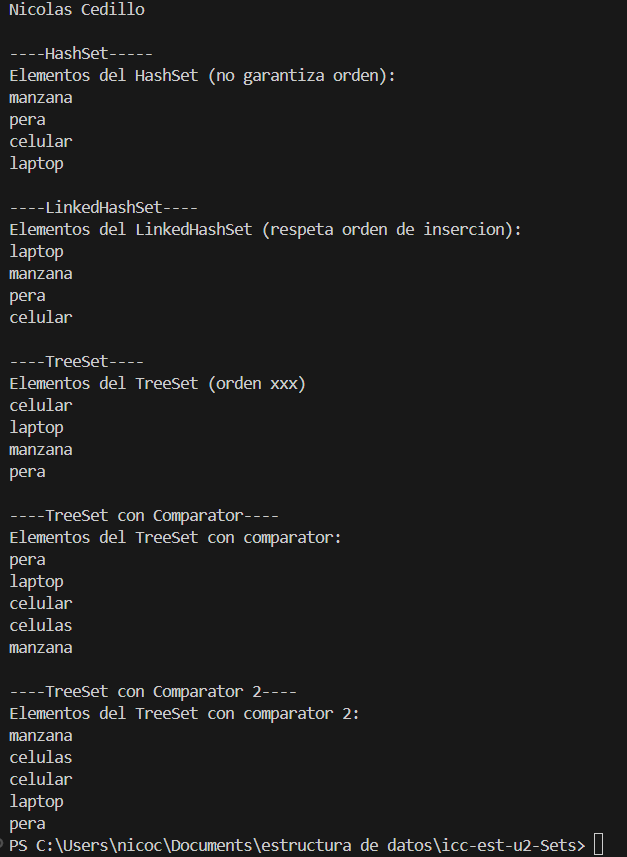 Nicolas Cedillo
----HashSet-----
Elementos del HashSet (no garantiza orden):
manzana
pera
celular
laptop
----LinkedHashSet----
Elementos del LinkedHashSet (respeta orden de insercion):
laptop
manzana
pera
celular
----TreeSet----
Elementos del TreeSet (orden xxx)
celular
laptop
manzana
pera
----TreeSet con Comparator----
Elementos del TreeSet con comparator:
pera
laptop
celular
celulas
manzana
----TreeSet con Comparator 2----
Elementos del TreeSet con comparator 2:
manzana
celulas
celular
laptop
pera
PS C:\Users\nicoc\Documents\estructura de datos\icc-est-u2-Sets>